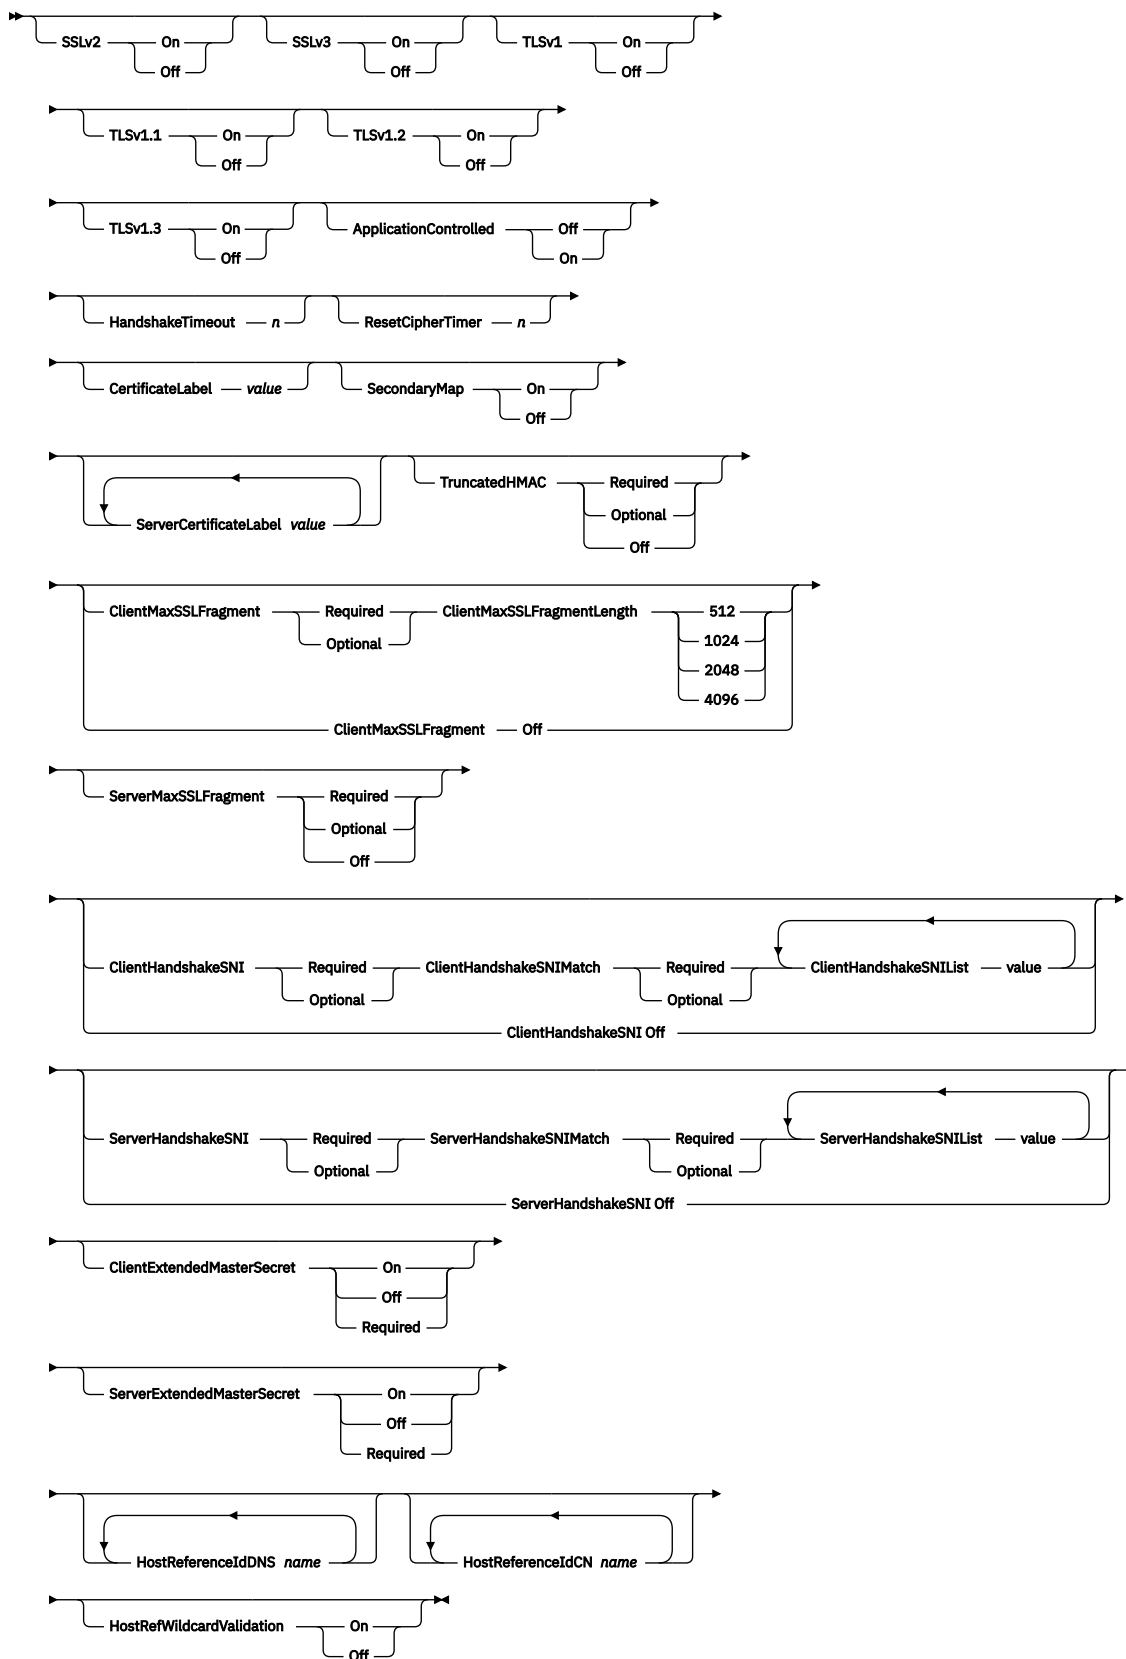 SSLv2 On SSLv3 On TLSv1 On
Off Off Off
TLSv1.1 On TLSv1.2 On
Off Off
TLSv1.3 On ApplicationControlled Off
Off On
HandshakeTimeout n ResetCipherTimer n
CertificateLabel value SecondaryMap On
Off
TruncatedHMAC Required
Optional
ServerCertificateLabel value
Off
ClientMaxSSLFragment Required ClientMaxSSLFragmentLength 512
Optional 1024
2048
4096
ClientMaxSSLFragment Off
ServerMaxSSLFragment Required
Optional
Off
ClientHandshakeSNI Required ClientHandshakeSNIMatch Required ClientHandshakeSNIList value
Optional Optional
ClientHandshakeSNI Off
ServerHandshakeSNI Required ServerHandshakeSNIMatch Required ServerHandshakeSNIList value
Optional Optional
ServerHandshakeSNI Off
ClientExtendedMasterSecret On
Off
Required
ServerExtendedMasterSecret On
Off
Required
HostReferenceIdDNS name HostReferenceIdCN name
HostRefWildcardValidation On
Off